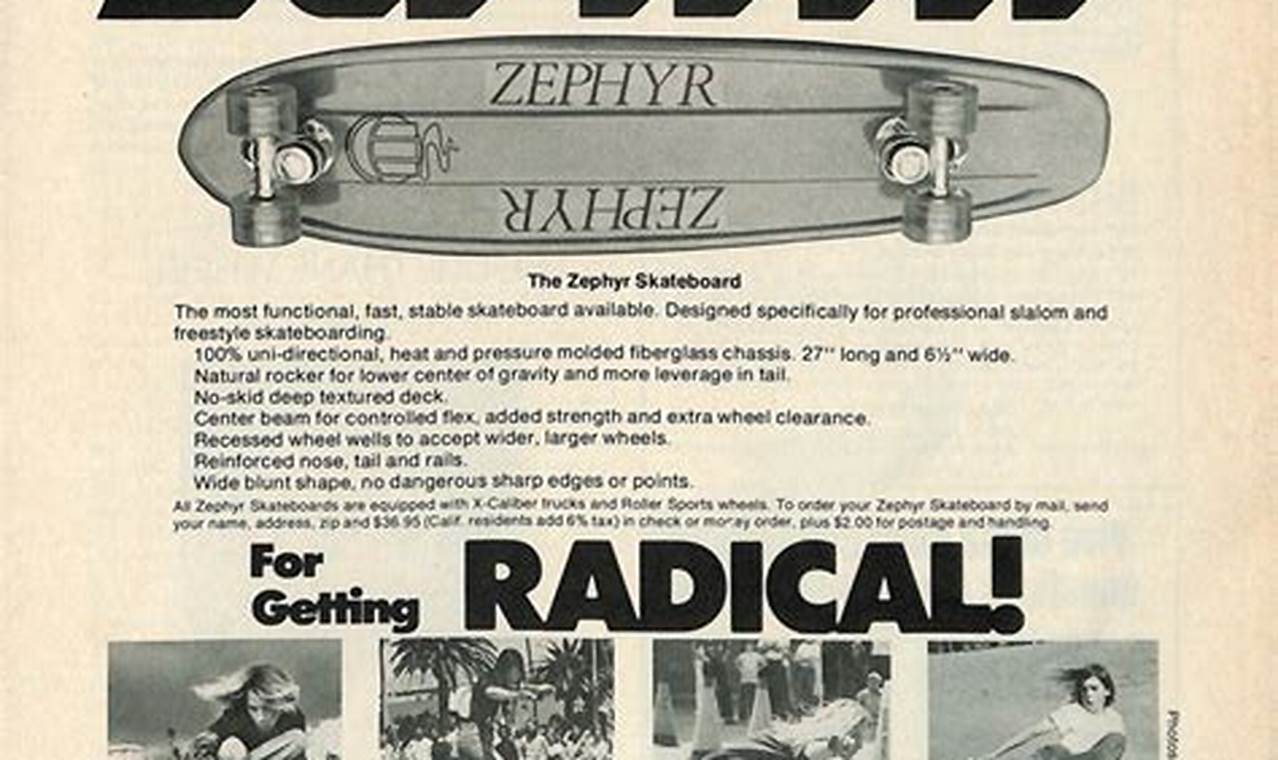 ZEPHYR
ZEPHYR
The Zephyr Skateboard
The most functional, fast, stable skateboard available. Designed specifically for professional slalom and
freestyle skateboarding.
100% uni-directional, heat and pressure molded fiberglass chassis. 27" long and 6½" wide.
Natural rocker for lower center of gravity and more leverage in tail.
No-skid deep textured deck.
Center beam for controlled flex, added strength and extra wheel clearance.
Recessed wheel wells to accept wider, larger wheels.
Reinforced nose, tail and rails.
Wide blunt shape, no dangerous sharp edges or points.
All Zephyr Skateboards are equipped with X-Caliber trucks and Roller Sports wheels. To order your Zephyr Skateboard by mail, send
your name, address, zip and $36.95 (Calif. residents add 6% tax) in check or money order, plus $2.00 for postage and handling.
For
Getting
RADICAL!
Photos